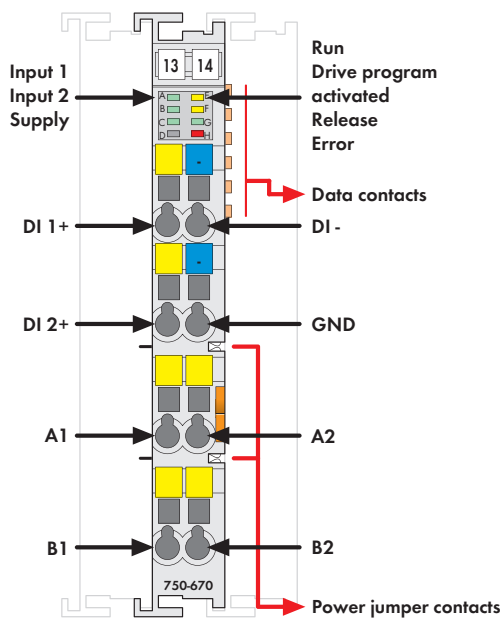 13 14
Input 1
Input 2
Supply
Run
Drive program
activated
Release
Error
A E
B F
C G
D H
-
Data contacts
DI 1+
DI -
-
DI 2+
GND
A1
A2
B1
B2
750-670
Power jumper contacts